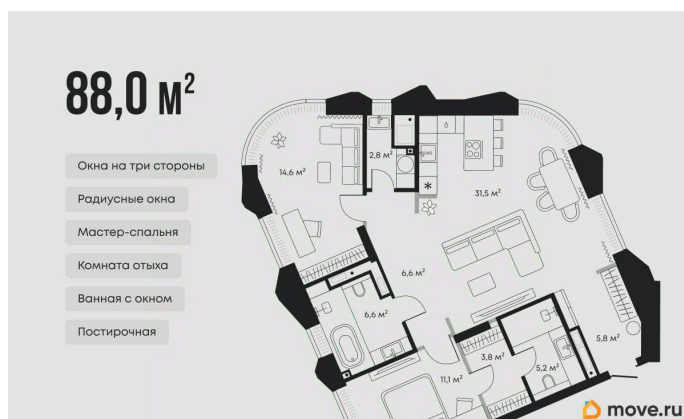 88,0 м²
Окна на три стороны
Радиусные окна
Мастер-спальня
Комната отыха
Ванная с окном
Постирочная
14,6 м²
2,8 м²
31,5 м²
*
6,6 м²
6,6 м²
5,8 м²
3,8 м²
5,2 м²
11,1 м²
move.ru